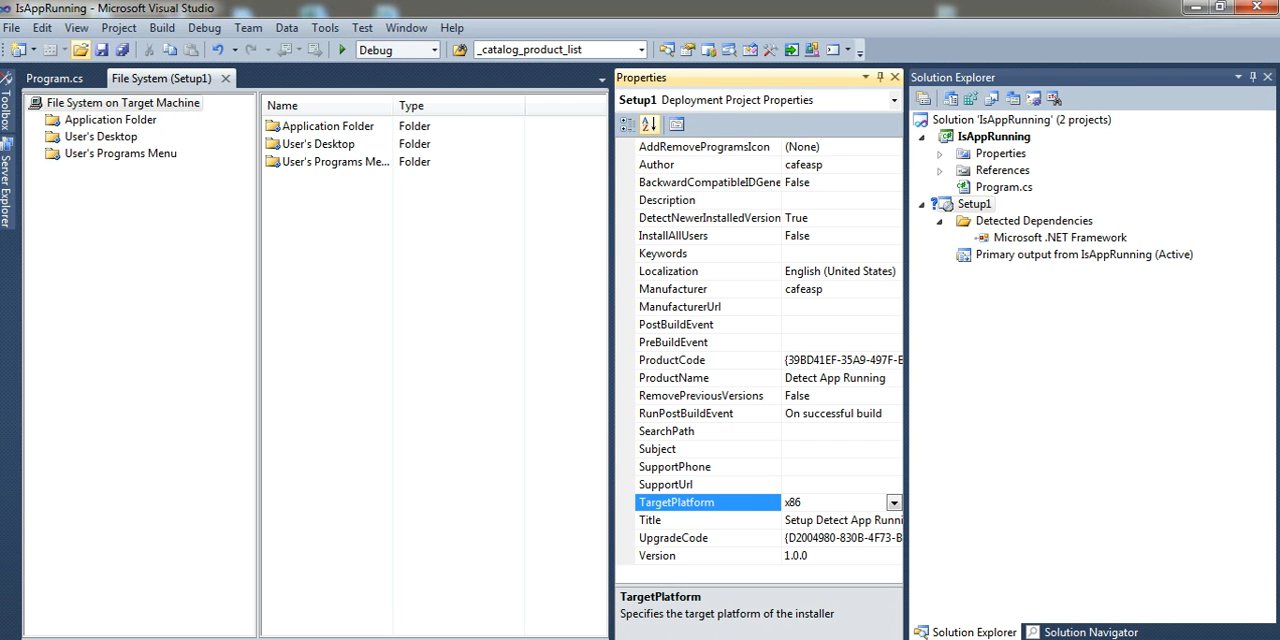 IsAppRunning - Microsoft Visual Studio
File Edit View Project Build Debug Team Data Tools Test Window Help
Debug _catalog_product_list
Toolbox
Server Explorer
Program.cs File System (Setup1)
File System on Target Machine
Application Folder
User's Desktop
User's Programs Menu
Name Type
Application Folder Folder
User's Desktop Folder
User's Programs Me... Folder
Properties
Setup1 Deployment Project Properties
AddRemoveProgramsIcon (None)
Author cafeasp
BackwardCompatibleIDGene False
Description
DetectNewerInstalledVersion True
InstallAllUsers False
Keywords
Localization English (United States)
Manufacturer cafeasp
ManufacturerUrl
PostBuildEvent
PreBuildEvent
ProductCode {39BD41EF-35A9-497F-E
ProductName Detect App Running
RemovePreviousVersions False
RunPostBuildEvent On successful build
SearchPath
Subject
SupportPhone
SupportUrl
TargetPlatform x86
Title Setup Detect App Runni
UpgradeCode {D2004980-830B-4F73-B
Version 1.0.0
TargetPlatform
Specifies the target platform of the installer
Solution Explorer
Solution 'IsAppRunning' (2 projects)
IsAppRunning
Properties
References
Program.cs
Setup1
Detected Dependencies
Microsoft .NET Framework
Primary output from IsAppRunning (Active)
Solution Explorer Solution Navigator